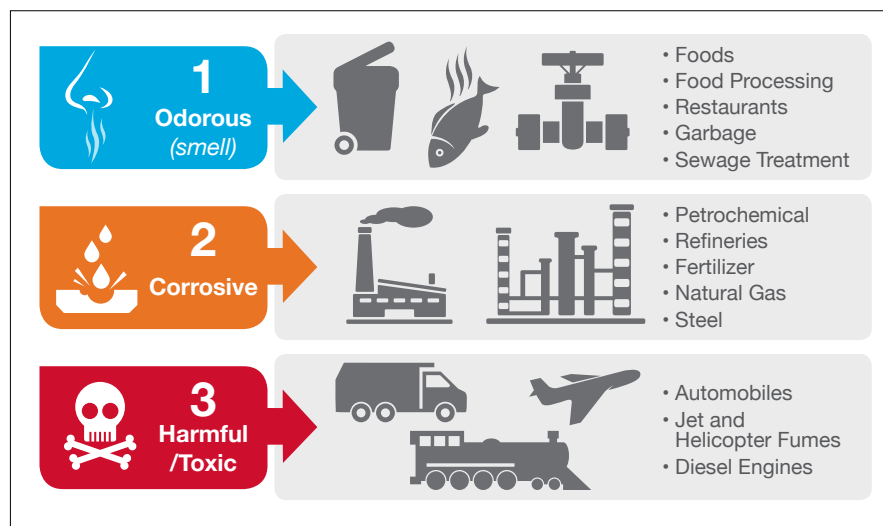 1
Odorous
(smell)
• Foods
• Food Processing
• Restaurants
• Garbage
• Sewage Treatment
2
Corrosive
• Petrochemical
• Refineries
• Fertilizer
• Natural Gas
• Steel
3
Harmful
/Toxic
• Automobiles
• Jet and
Helicopter Fumes
• Diesel Engines